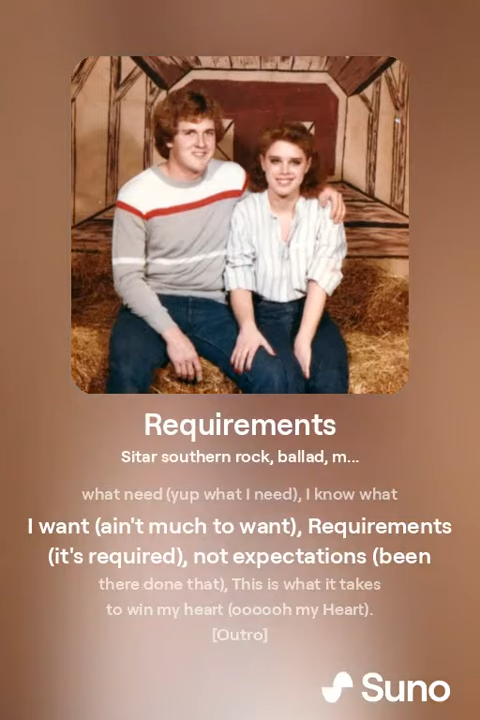 Requirements
Sitar southern rock, ballad, m...
what need (yup what I need), I know what
I want (ain't much to want), Requirements
(it's required), not expectations (been
there done that), This is what it takes
to win my heart (oooooh my Heart).
[Outro]
Suno